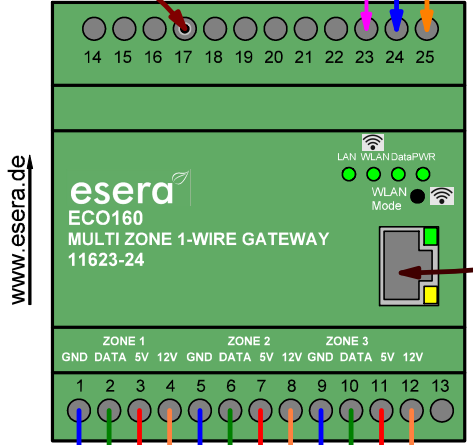 14 15 16 17 18 19 20 21 22 23 24 25
LAN WLAN Data PWR
WLAN
Mode
www.esera.de
esera
ECO160
MULTI ZONE 1-WIRE GATEWAY
11623-24
ZONE 1 ZONE 2 ZONE 3
GND DATA 5V 12V GND DATA 5V 12V GND DATA 5V 12V
1 2 3 4 5 6 7 8 9 10 11 12 13